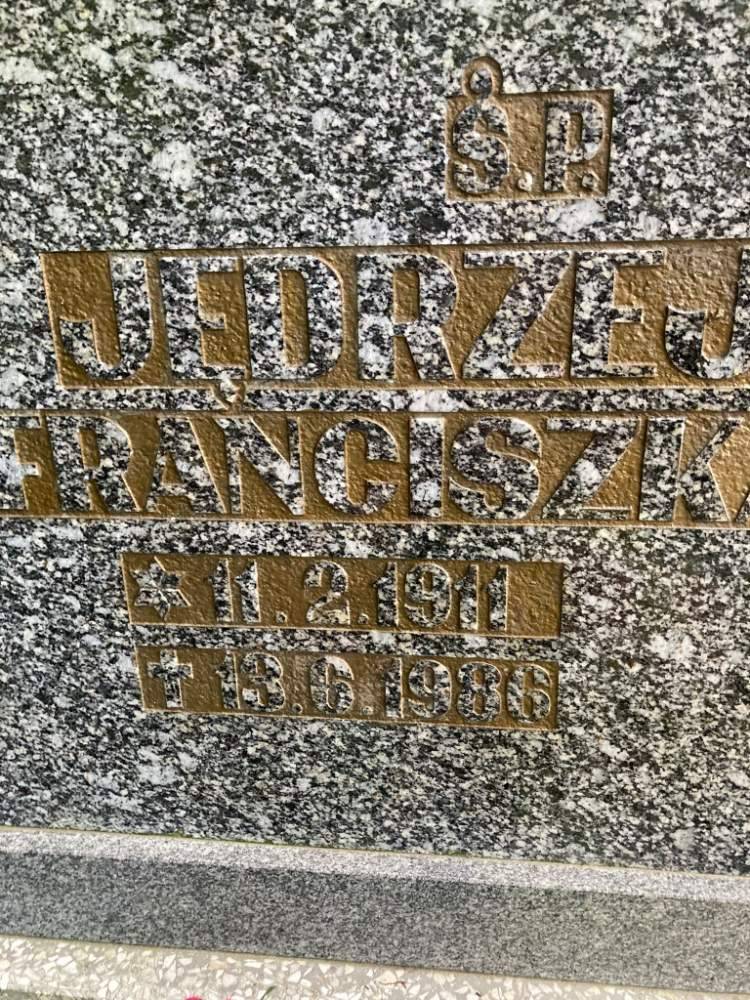 Ś.P.
JĘDRZEJ
FRANCISZK
* 11.2.1911
† 13.6.1986